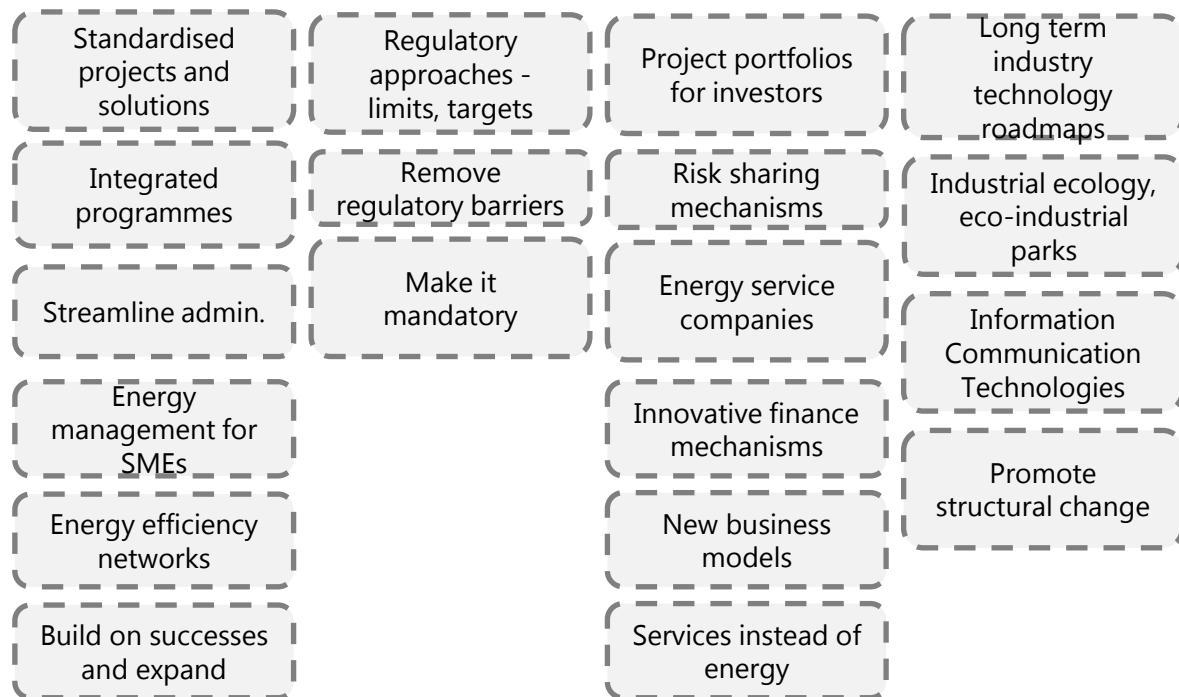 Standardised
projects and
solutions
Integrated
programmes
Streamline admin.
Energy
management for
SMEs
Energy efficiency
networks
Build on successes
and expand
Regulatory
approaches -
limits, targets
Remove
regulatory barriers
Make it
mandatory
Project portfolios
for investors
Risk sharing
mechanisms
Energy service
companies
Innovative finance
mechanisms
New business
models
Services instead of
energy
Long term
industry
technology
roadmaps
Industrial ecology,
eco-industrial
parks
Information
Communication
Technologies
Promote
structural change